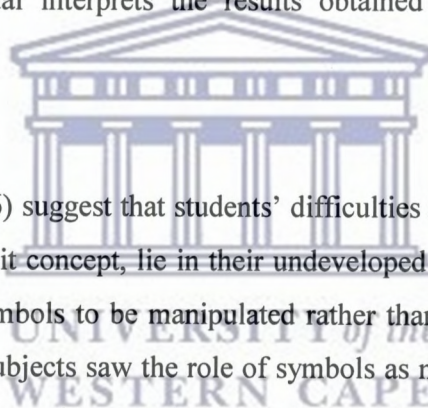 interprets the results obtained
) suggest that students' difficulties
it concept, lie in their undeveloped
mbols to be manipulated rather than
UNIVERSITY of the
ubjects saw the role of symbols as
WESTERN CAPE